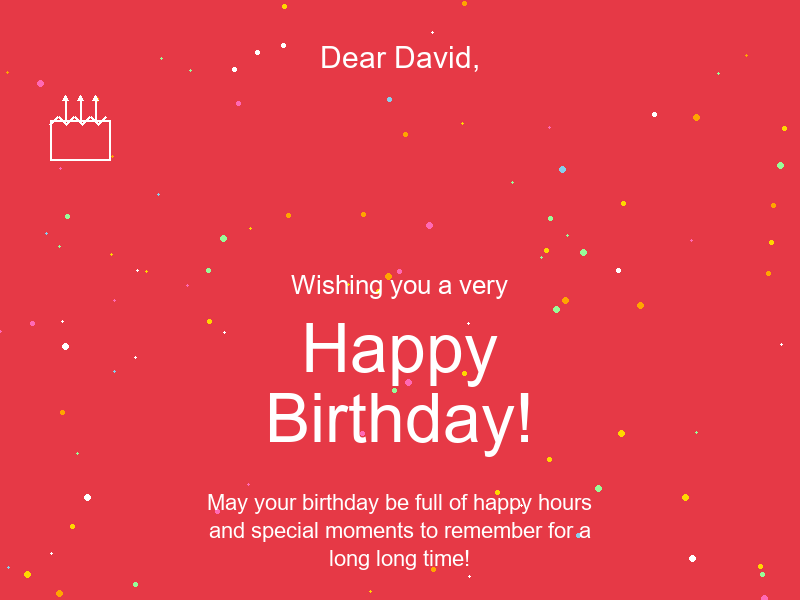 Dear David,
Wishing you a very
Happy
Birthday!
May your birthday be full of happy hours
and special moments to remember for a
long long time!